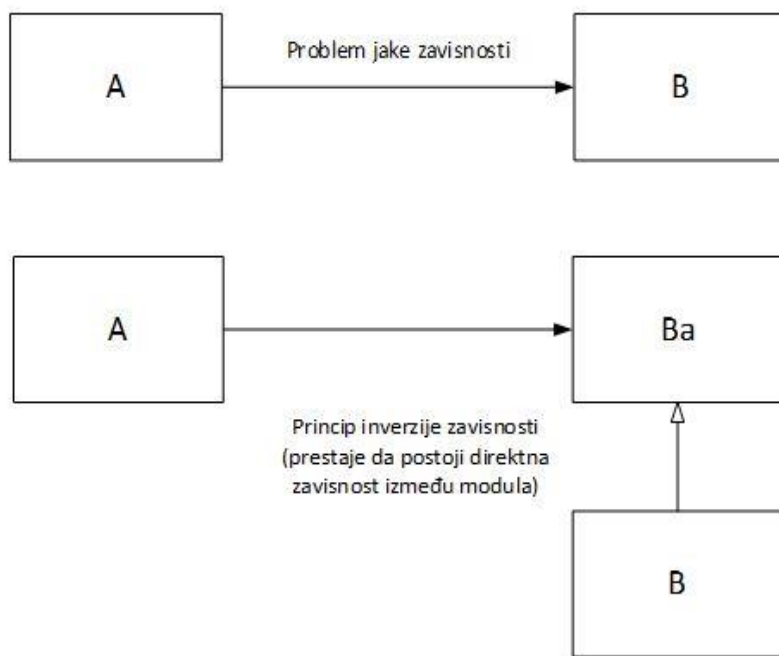 A
Problem jake zavisnosti
B
A
Ba
Princip inverzije zavisnosti
(prestaje da postoji direktna
zavisnost između modula)
B